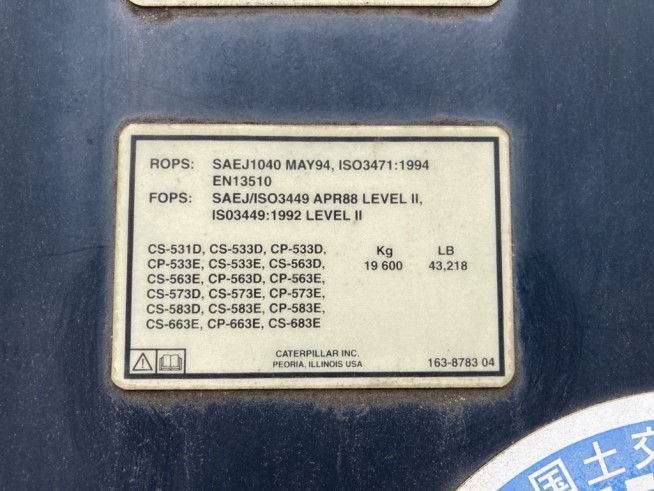 ROPS: SAEJ1040 MAY94, ISO3471:1994
EN13510
FOPS: SAEJ/ISO3449 APR88 LEVEL II,
IS03449:1992 LEVEL II
CS-531D, CS-533D, CP-533D, Kg LB
CP-533E, CS-533E, CS-563D, 19 600 43,218
CS-563E, CP-563D, CP-563E,
CS-573D, CS-573E, CP-573E,
CS-583D, CS-583E, CP-583E,
CS-663E, CP-663E, CS-683E
CATERPILLAR INC.
PEORIA, ILLINOIS USA 163-8783 04
国土交